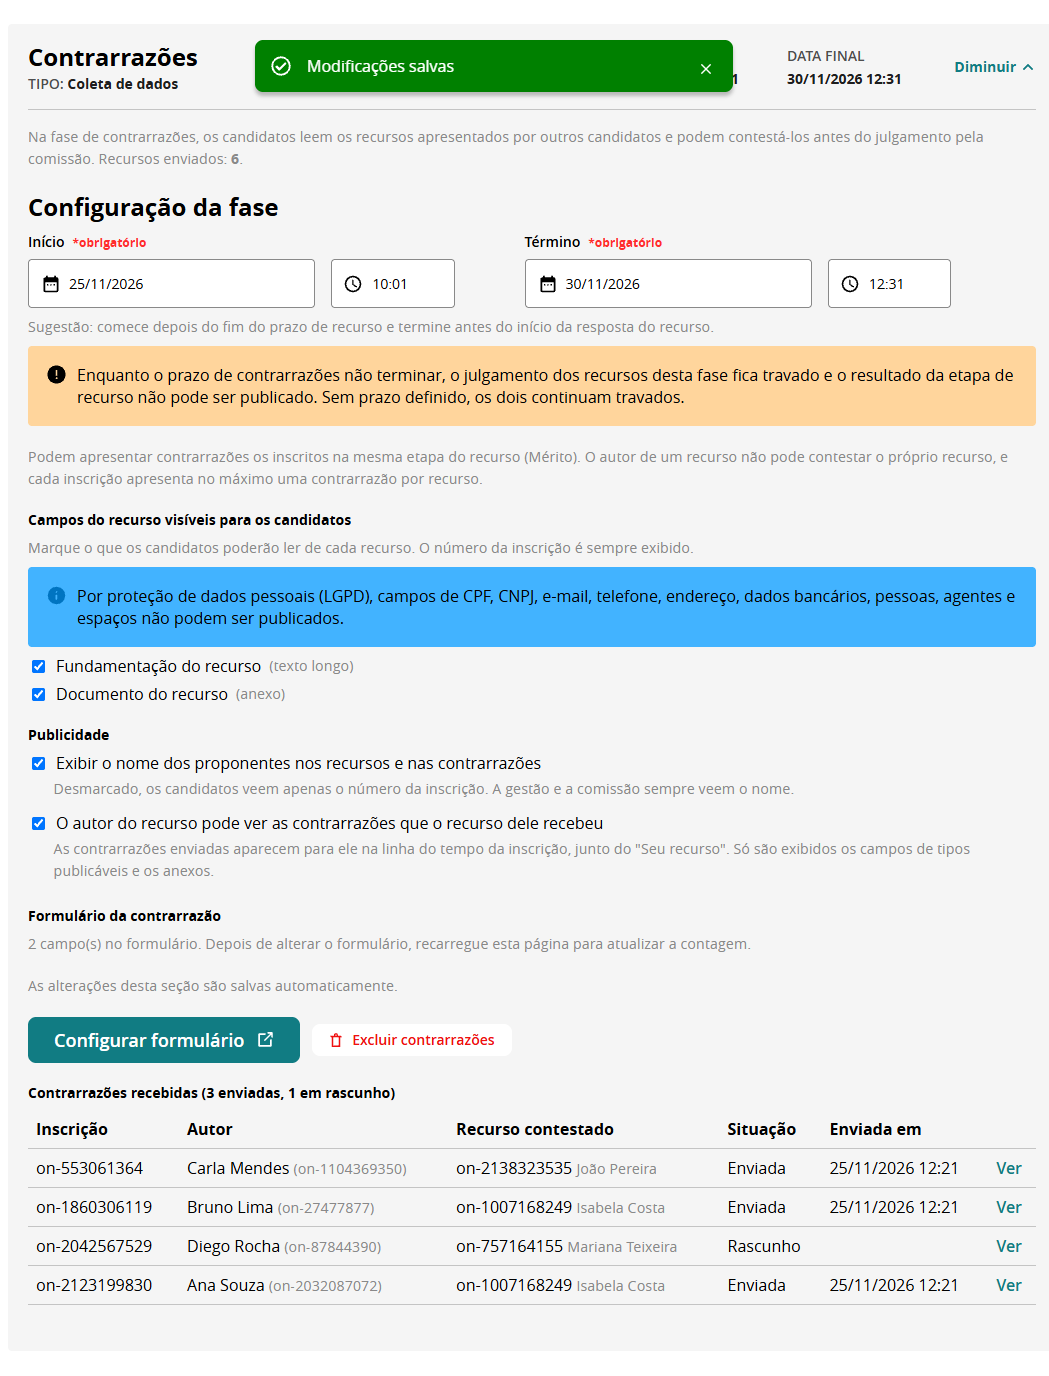 Contrarrazões
TIPO: Coleta de dados
Modificações salvas
1
DATA FINAL
30/11/2026 12:31
Diminuir
Na fase de contrarrazões, os candidatos leem os recursos apresentados por outros candidatos e podem contestá-los antes do julgamento pela
comissão. Recursos enviados: 6.
Configuração da fase
Início *obrigatório
Término *obrigatório
25/11/2026
10:01
30/11/2026
12:31
Sugestão: comece depois do fim do prazo de recurso e termine antes do início da resposta do recurso.
Enquanto o prazo de contrarrazões não terminar, o julgamento dos recursos desta fase fica travado e o resultado da etapa de
recurso não pode ser publicado. Sem prazo definido, os dois continuam travados.
Podem apresentar contrarrazões os inscritos na mesma etapa do recurso (Mérito). O autor de um recurso não pode contestar o próprio recurso, e
cada inscrição apresenta no máximo uma contrarrazão por recurso.
Campos do recurso visíveis para os candidatos
Marque o que os candidatos poderão ler de cada recurso. O número da inscrição é sempre exibido.
Por proteção de dados pessoais (LGPD), campos de CPF, CNPJ, e-mail, telefone, endereço, dados bancários, pessoas, agentes e
espaços não podem ser publicados.
Fundamentação do recurso (texto longo)
Documento do recurso (anexo)
Publicidade
Exibir o nome dos proponentes nos recursos e nas contrarrazões
Desmarcado, os candidatos veem apenas o número da inscrição. A gestão e a comissão sempre veem o nome.
O autor do recurso pode ver as contrarrazões que o recurso dele recebeu
As contrarrazões enviadas aparecem para ele na linha do tempo da inscrição, junto do "Seu recurso". Só são exibidos os campos de tipos
publicáveis e os anexos.
Formulário da contrarrazão
2 campo(s) no formulário. Depois de alterar o formulário, recarregue esta página para atualizar a contagem.
As alterações desta seção são salvas automaticamente.
Configurar formulário
Excluir contrarrazões
Contrarrazões recebidas (3 enviadas, 1 em rascunho)
Inscrição Autor Recurso contestado Situação Enviada em
on-553061364 Carla Mendes (on-1104369350) on-2138323535 João Pereira Enviada 25/11/2026 12:21 Ver
on-1860306119 Bruno Lima (on-27477877) on-1007168249 Isabela Costa Enviada 25/11/2026 12:21 Ver
on-2042567529 Diego Rocha (on-87844390) on-757164155 Mariana Teixeira Rascunho Ver
on-2123199830 Ana Souza (on-2032087072) on-1007168249 Isabela Costa Enviada 25/11/2026 12:21 Ver